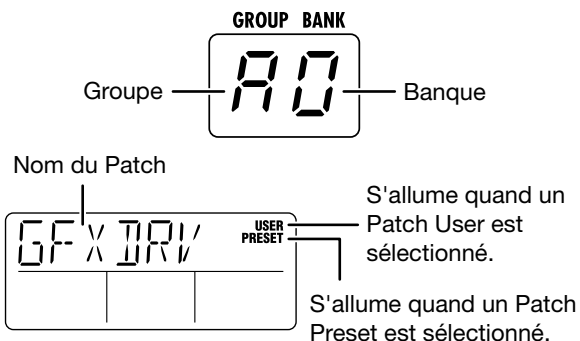 GROUP BANK
Groupe
A0
Banque
Nom du Patch
GFX DRV
USER
PRESET
S'allume quand un
Patch User est
sélectionné.
S'allume quand un Patch
Preset est sélectionné.